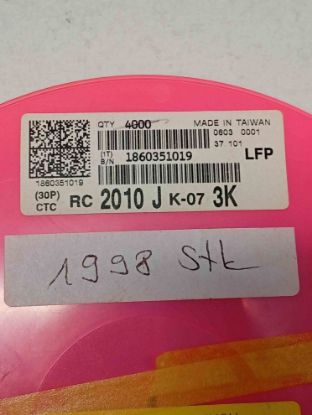 QTY 4000 MADE IN TAIWAN
0603 0001
37 101
(1T) B/N 1860351019 LFP
1860351019
(30P) CTC RC 2010 J K-07 3K
1998 Stk